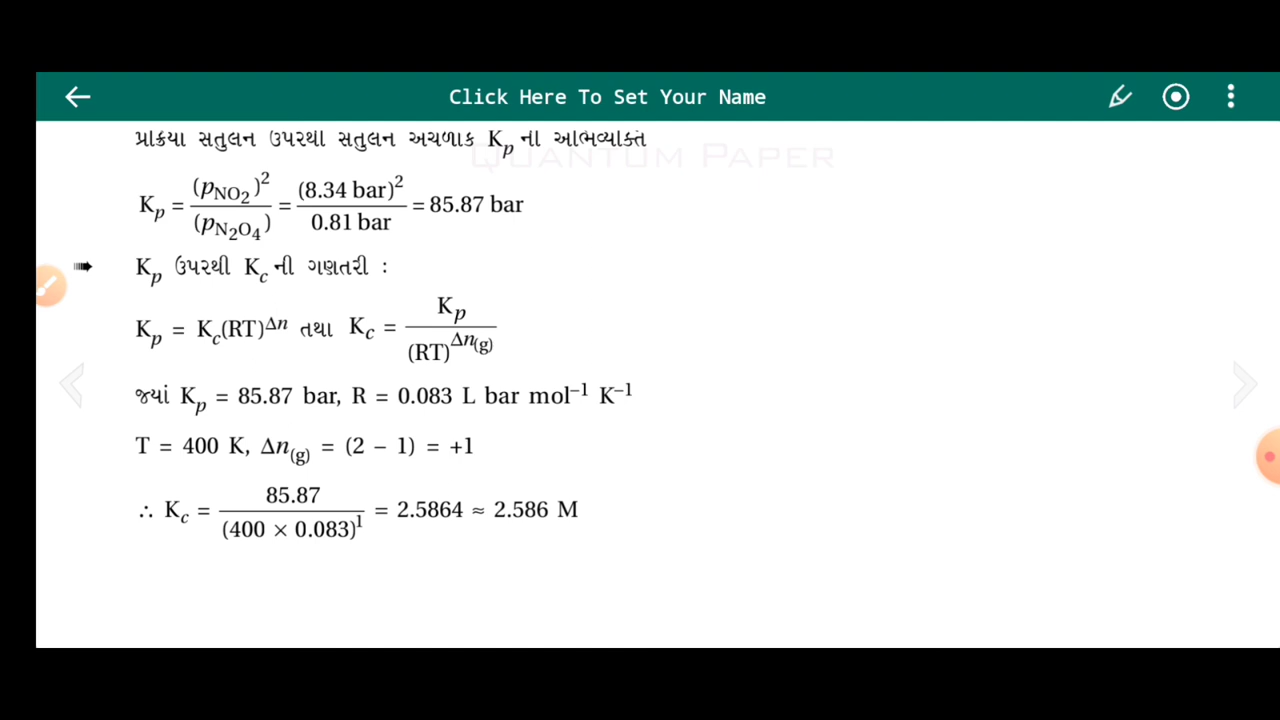 Click Here To Set Your Name
QUANTUM PAPER
પ્રક્રિયા સંતુલન ઉપરથી સંતુલન અચળાંક Kp ની અભિવ્યક્તિ
Kp = (pNO2)² / (pN2O4) = (8.34 bar)² / 0.81 bar = 85.87 bar
➠ Kp ઉપરથી Kc ની ગણતરી :
Kp = Kc(RT)^Δn તથા Kc = Kp / (RT)^Δn(g)
જ્યાં Kp = 85.87 bar, R = 0.083 L bar mol⁻¹ K⁻¹
T = 400 K, Δn(g) = (2 – 1) = +1
∴ Kc = 85.87 / (400 × 0.083)¹ = 2.5864 ≈ 2.586 M